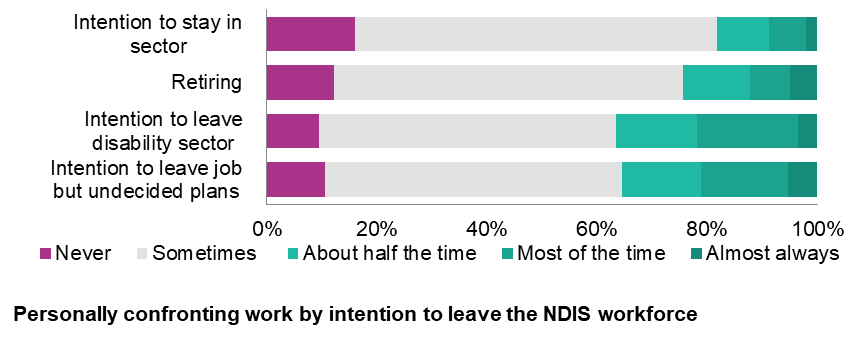 Intention to stay in
sector
Retiring
Intention to leave
disability sector
Intention to leave job
but undecided plans
0% 20% 40% 60% 80% 100%
Never Sometimes About half the time Most of the time Almost always
Personally confronting work by intention to leave the NDIS workforce